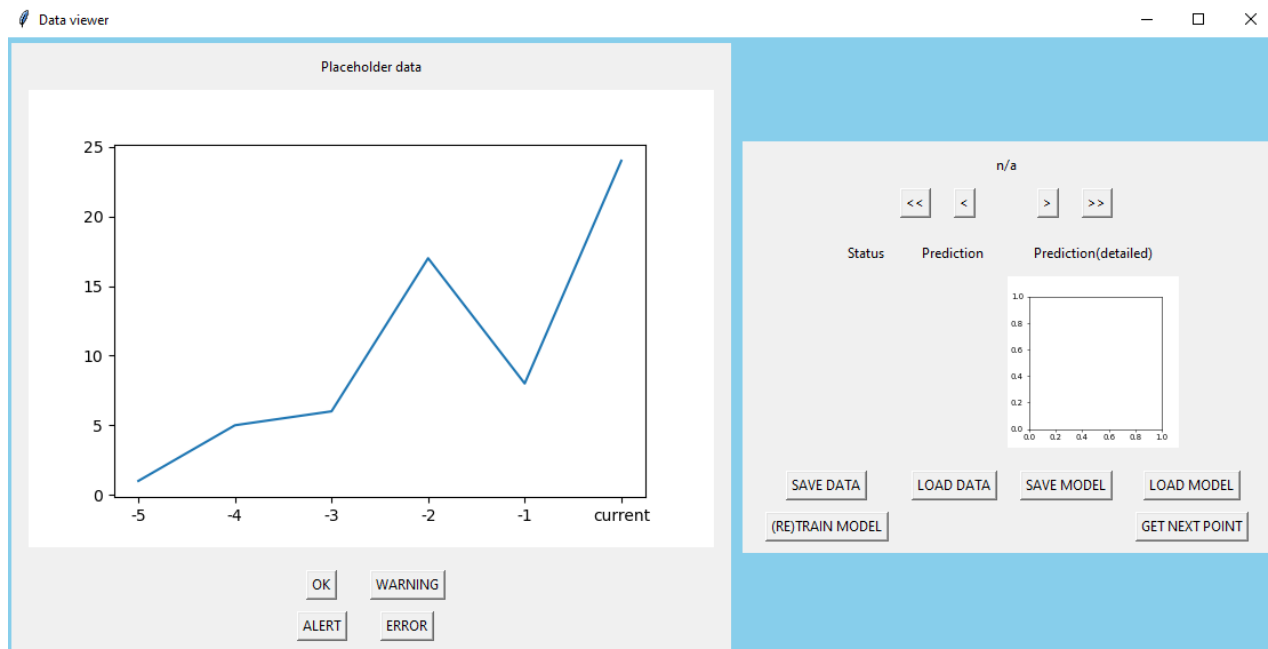 Data viewer
Placeholder data
25
20
15
10
5
0
-5 -4 -3 -2 -1 current
OK WARNING
ALERT ERROR
n/a
<< < > >>
Status Prediction Prediction(detailed)
1.0
0.8
0.6
0.4
0.2
0.0
0.0 0.2 0.4 0.6 0.8 1.0
SAVE DATA LOAD DATA SAVE MODEL LOAD MODEL
(RE)TRAIN MODEL GET NEXT POINT